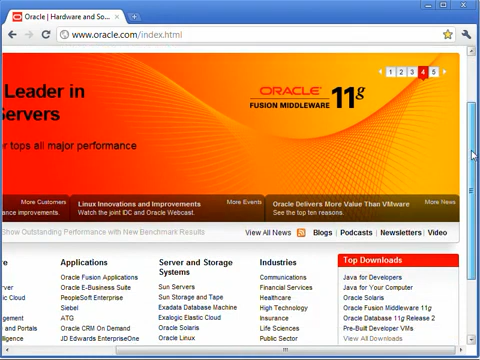 Oracle | Hardware and So...
www.oracle.com/index.html
1 2 3 4 5
Leader in
Servers
r tops all major performance
ORACLE
FUSION MIDDLEWARE 11g
More Customers
ance improvements.
Linux Innovations and Improvements
More Events
Watch the joint IDC and Oracle Webcast.
Oracle Delivers More Value Than VMware
More News
See the top ten reasons.
Show Outstanding Performance with New Benchmark Results
View All News
Blogs | Podcasts | Newsletters | Video
re
se
ic Cloud
ement
and Portals
elligence
Applications
Oracle Fusion Applications
Oracle E-Business Suite
PeopleSoft Enterprise
Siebel
ATG
Oracle CRM On Demand
JD Edwards EnterpriseOne
Server and Storage
Systems
Sun Servers
Sun Storage and Tape
Exadata Database Machine
Exalogic Elastic Cloud
Oracle Solaris
Oracle Linux
Industries
Communications
Financial Services
Healthcare
High Technology
Insurance
Life Sciences
Public Sector
Top Downloads
Java for Developers
Java for Your Computer
Oracle Solaris
Oracle Fusion Middleware 11g
Oracle Database 11g Release 2
Pre-Built Developer VMs
View All Downloads